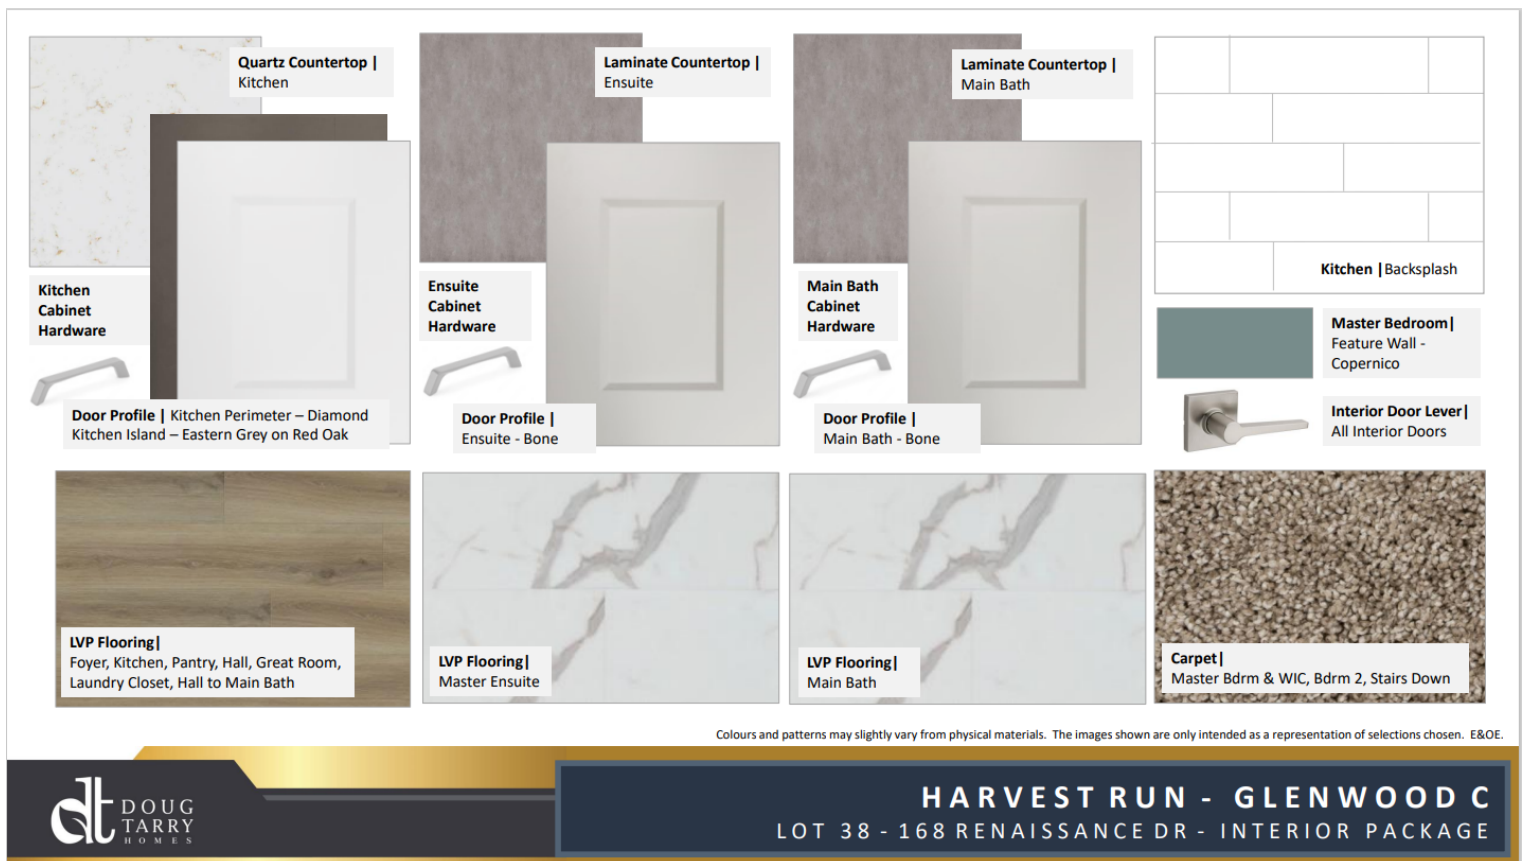 Quartz Countertop |
Kitchen
Laminate Countertop |
Ensuite
Laminate Countertop |
Main Bath
Kitchen |Backsplash
Kitchen
Cabinet
Hardware
Ensuite
Cabinet
Hardware
Main Bath
Cabinet
Hardware
Master Bedroom|
Feature Wall -
Copernico
Interior Door Lever|
All Interior Doors
Door Profile | Kitchen Perimeter – Diamond
Kitchen Island – Eastern Grey on Red Oak
Door Profile |
Ensuite - Bone
Door Profile |
Main Bath - Bone
LVP Flooring|
Foyer, Kitchen, Pantry, Hall, Great Room,
Laundry Closet, Hall to Main Bath
LVP Flooring|
Master Ensuite
LVP Flooring|
Main Bath
Carpet|
Master Bdrm & WIC, Bdrm 2, Stairs Down
Colours and patterns may slightly vary from physical materials. The images shown are only intended as a representation of selections chosen. E&OE.
dt
DOUG
TARRY
HOMES
HARVEST RUN - GLENWOOD C
LOT 38 - 168 RENAISSANCE DR - INTERIOR PACKAGE